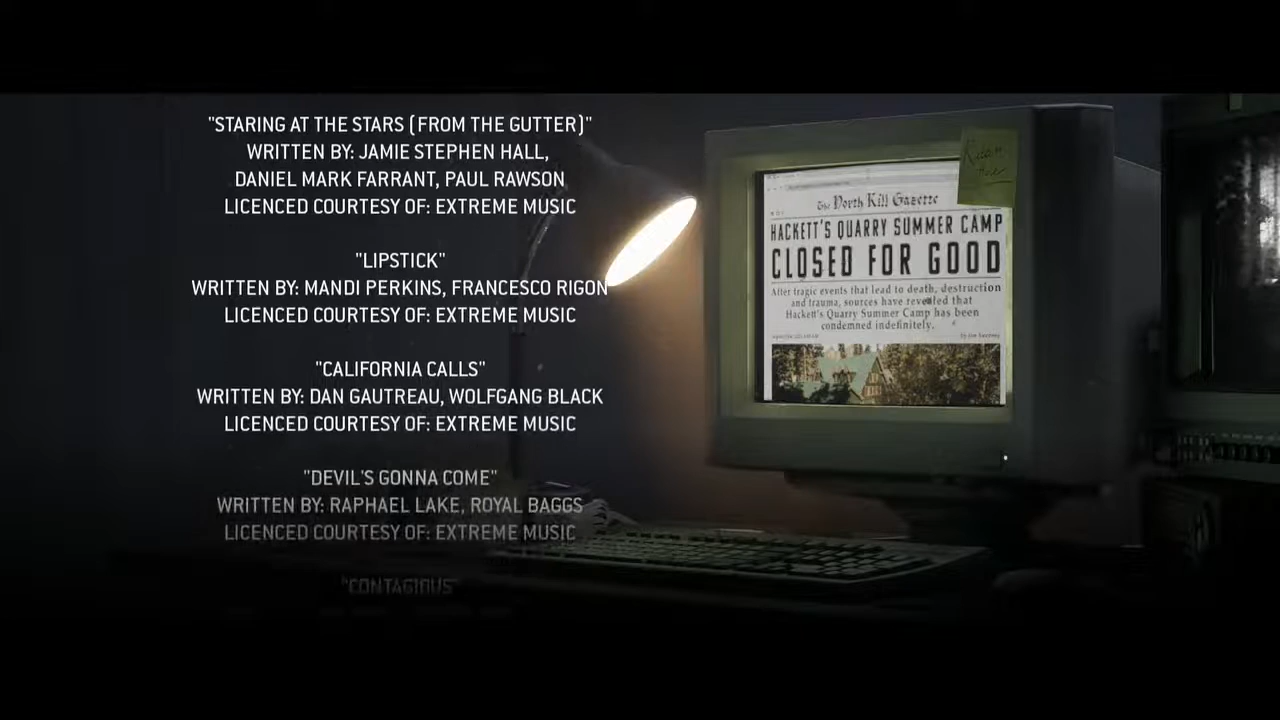 "STARING AT THE STARS (FROM THE GUTTER)"
WRITTEN BY: JAMIE STEPHEN HALL,
DANIEL MARK FARRANT, PAUL RAWSON
LICENCED COURTESY OF: EXTREME MUSIC
"LIPSTICK"
WRITTEN BY: MANDI PERKINS, FRANCESCO RIGON
LICENCED COURTESY OF: EXTREME MUSIC
"CALIFORNIA CALLS"
WRITTEN BY: DAN GAUTREAU, WOLFGANG BLACK
LICENCED COURTESY OF: EXTREME MUSIC
"DEVIL'S GONNA COME"
WRITTEN BY: RAPHAEL LAKE, ROYAL BAGGS
LICENCED COURTESY OF: EXTREME MUSIC
"CONTAGIOUS"
The North Kill Gazette
HACKETT'S QUARRY SUMMER CAMP
CLOSED FOR GOOD
After tragic events that lead to death, destruction
and trauma, sources have revealed that
Hackett's Quarry Summer Camp has been
condemned indefinitely.